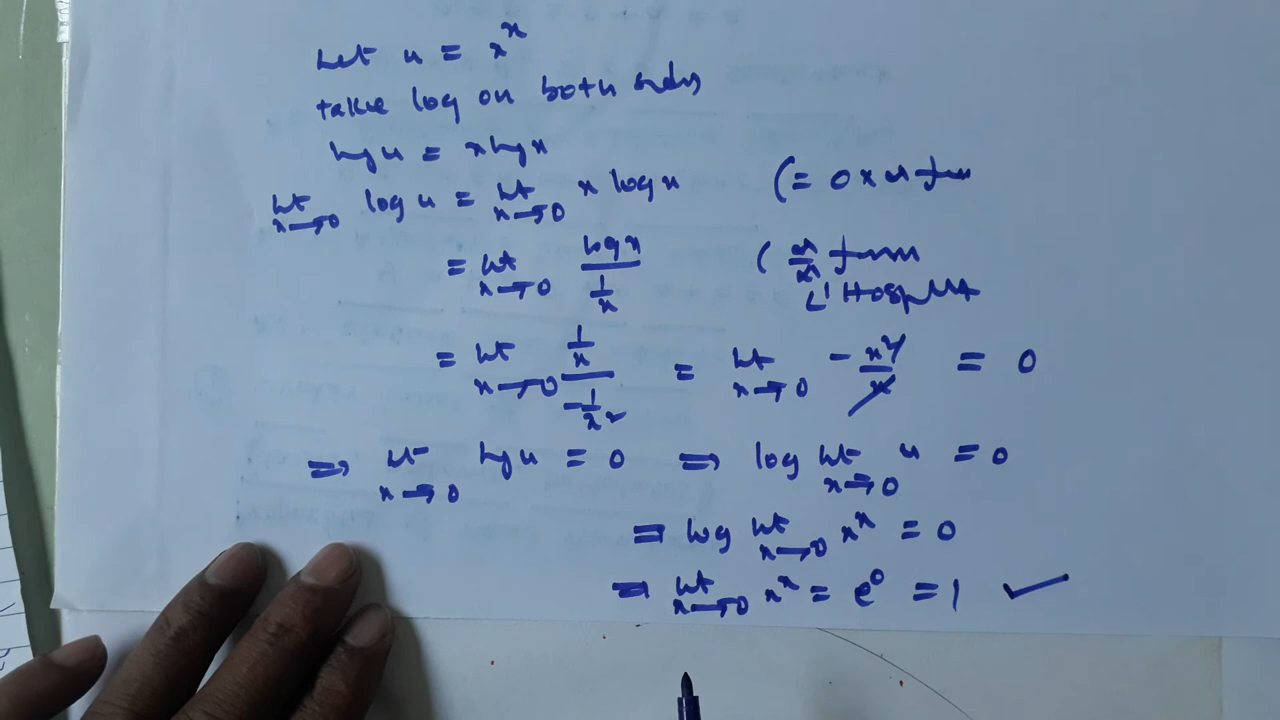 Let u = x^x
take log on both sides
log u = x log x
Lt x→0 log u = Lt x→0 x log x (= 0 × ∞ form
= Lt x→0 log x / (1/x) ( ∞/∞ form
L' Hospital
= Lt x→0 (1/x) / (-1/x²) = Lt x→0 - x²/x = 0
⇒ Lt x→0 log u = 0 ⇒ log Lt x→0 u = 0
⇒ log Lt x→0 x^x = 0
⇒ Lt x→0 x^x = e^0 = 1 ✓